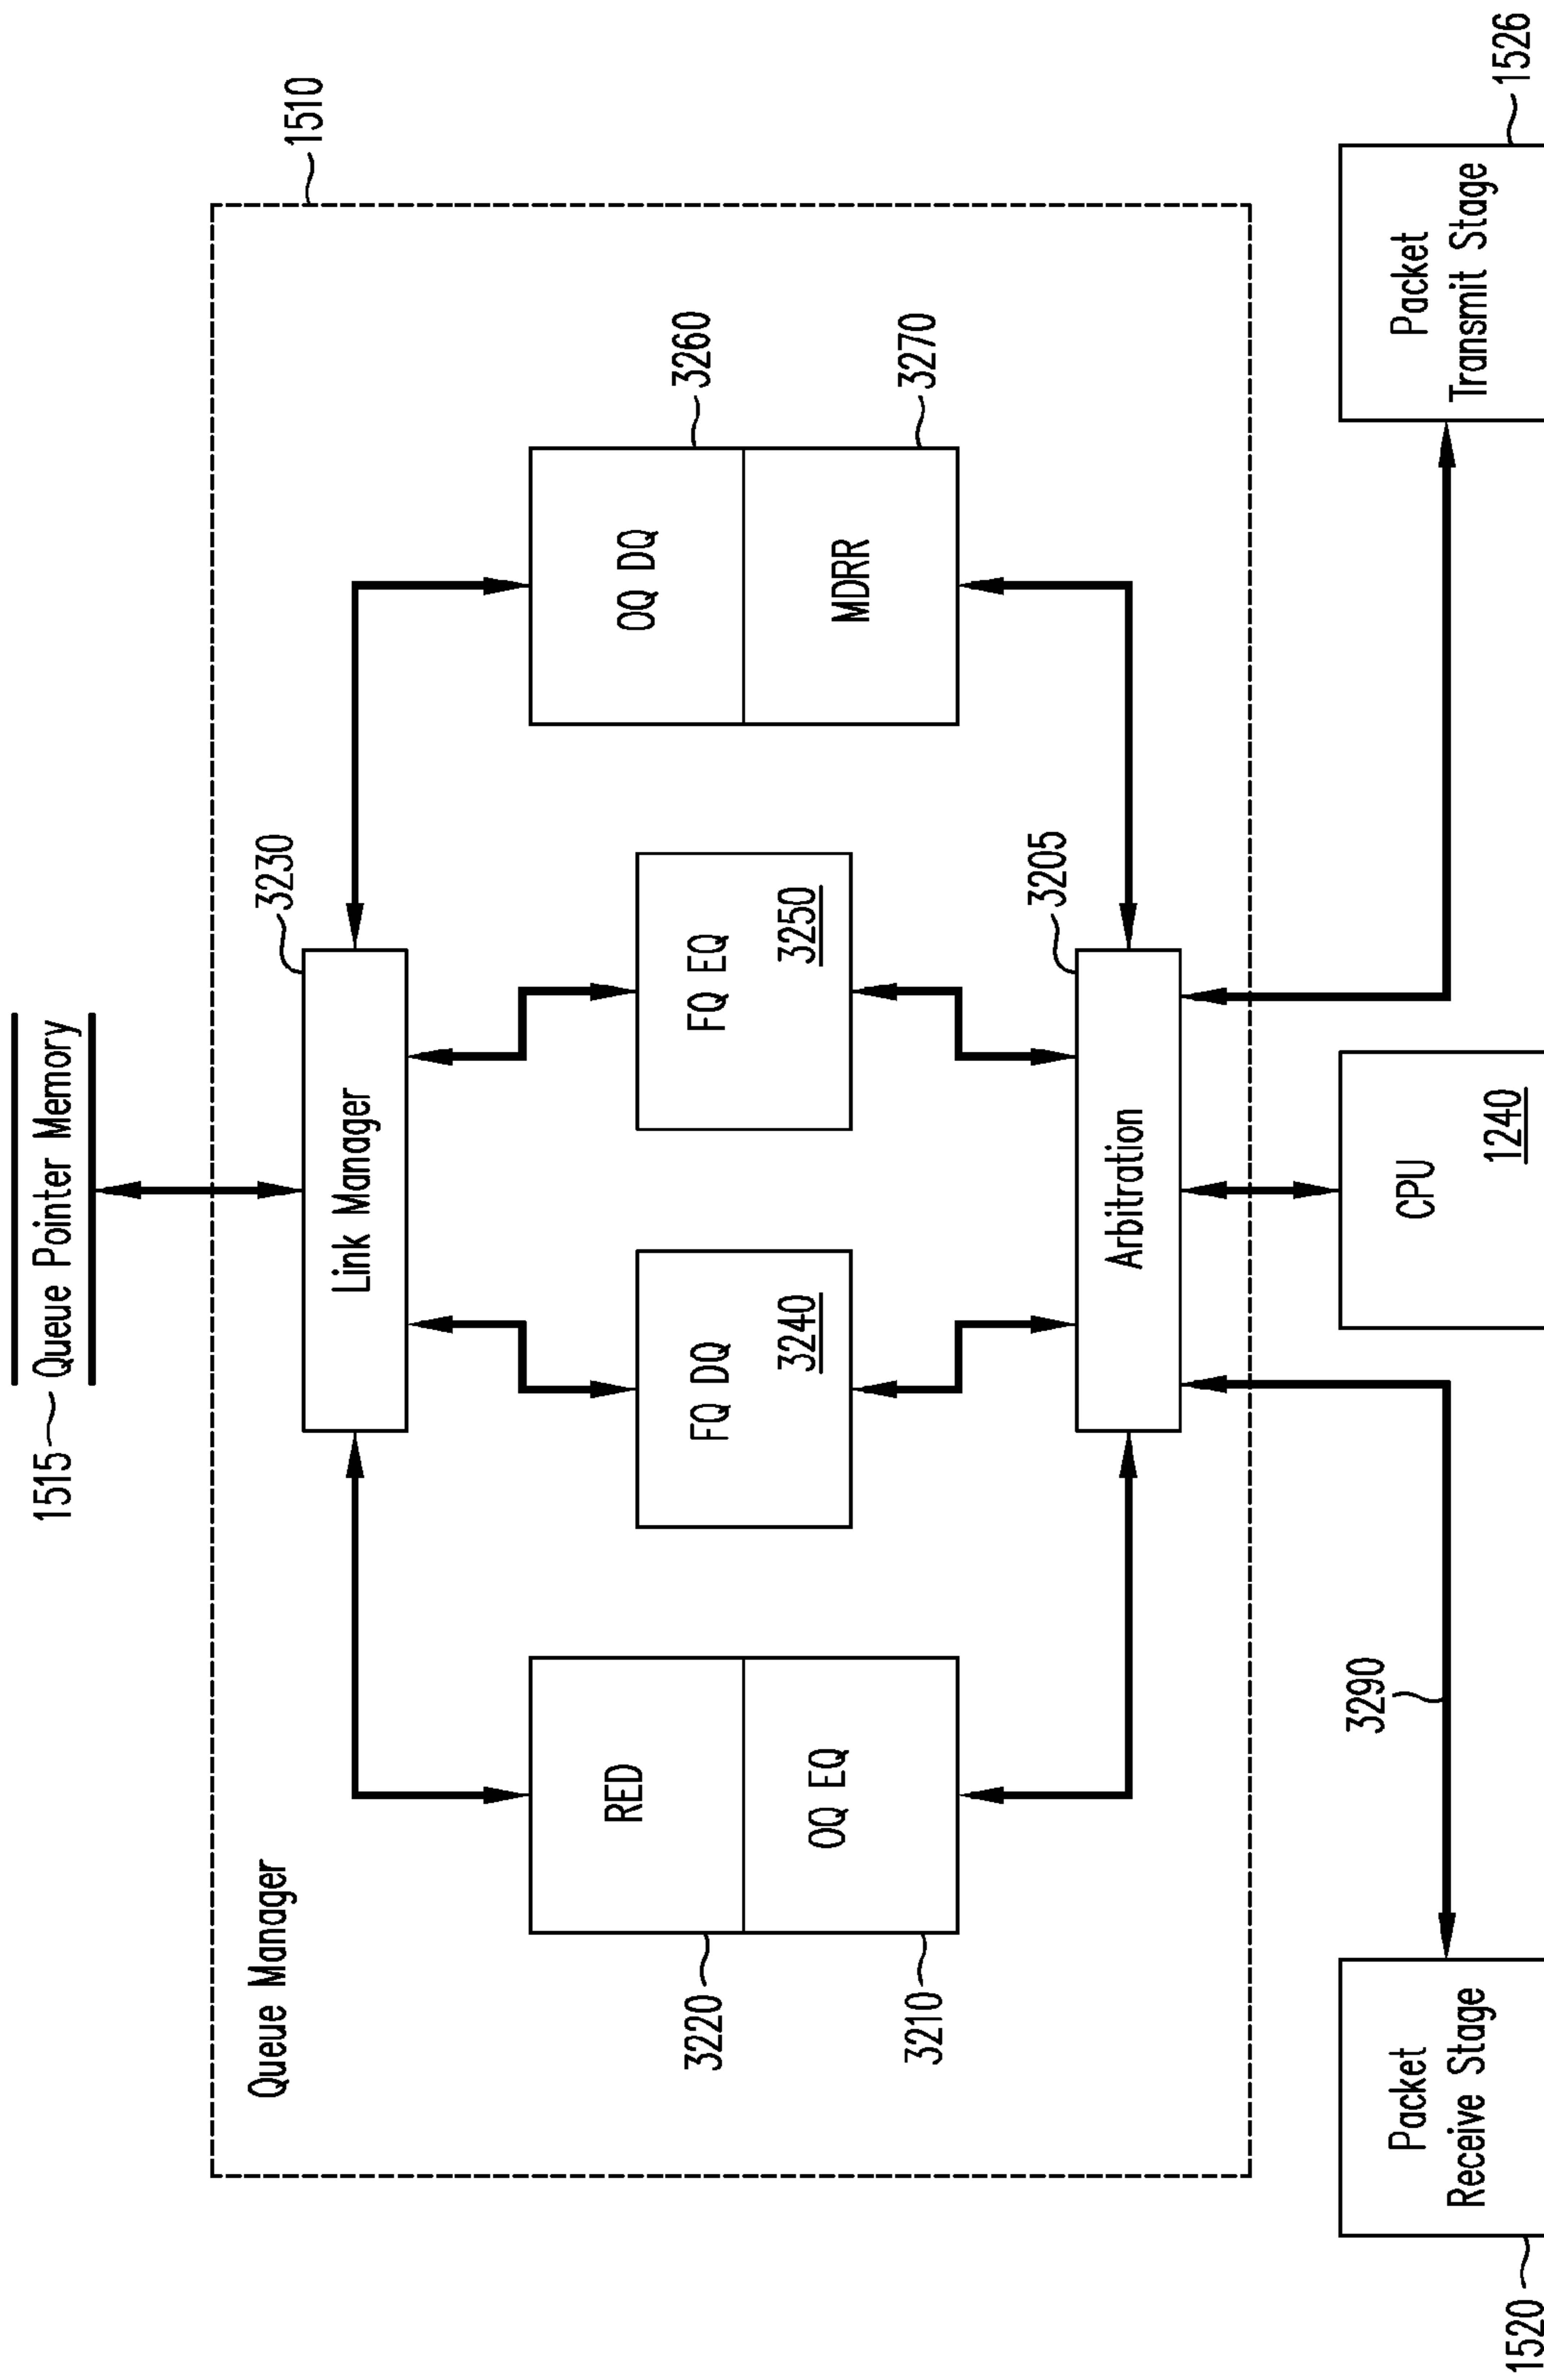 1515 Queue Pointer Memory
1510
Queue Manager
3230
Link Manager
3220
RED
OQ EQ
3210
FQ DQ
3240
FQ EQ
3250
OQ DQ
3260
MDRR
3270
3205
Arbitration
3290
Packet
Receive Stage
1520
CPU
1240
Packet
Transmit Stage
1526